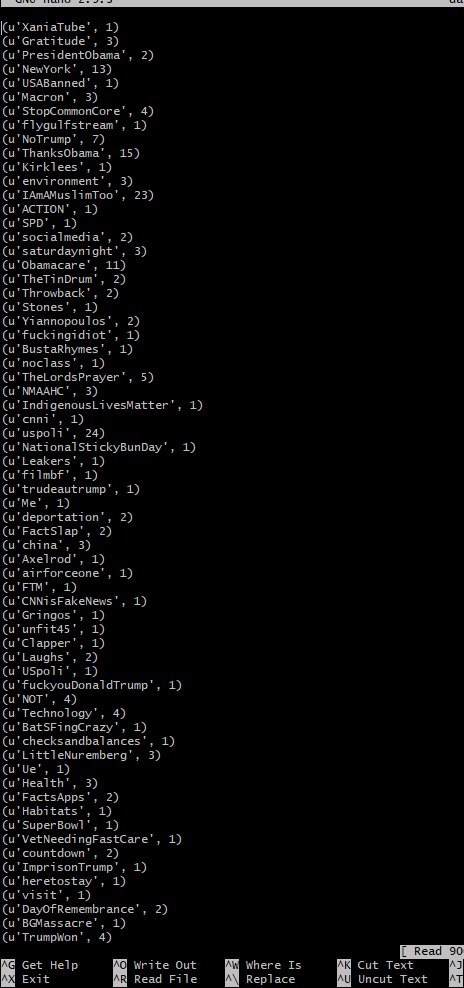 (u'XaniaTube', 1)
(u'Gratitude', 3)
(u'PresidentObama', 2)
(u'NewYork', 13)
(u'USABanned', 1)
(u'Macron', 3)
(u'StopCommonCore', 4)
(u'flygulfstream', 1)
(u'NoTrump', 7)
(u'ThanksObama', 15)
(u'Kirklees', 1)
(u'environment', 3)
(u'IAmAMuslimToo', 23)
(u'ACTION', 1)
(u'SPD', 1)
(u'socialmedia', 2)
(u'saturdaynight', 3)
(u'Obamacare', 11)
(u'TheTinDrum', 2)
(u'Throwback', 2)
(u'Stones', 1)
(u'Yiannopoulos', 2)
(u'fuckingidiot', 1)
(u'BustaRhymes', 1)
(u'noclass', 1)
(u'TheLordsPrayer', 5)
(u'NMAAHC', 3)
(u'IndigenousLivesMatter', 1)
(u'cnni', 1)
(u'uspoli', 24)
(u'NationalStickyBunDay', 1)
(u'Leakers', 1)
(u'filmbf', 1)
(u'trudeautrump', 1)
(u'Me', 1)
(u'deportation', 2)
(u'FactSlap', 2)
(u'china', 3)
(u'Axelrod', 1)
(u'airforceone', 1)
(u'FTM', 1)
(u'CNNisFakeNews', 1)
(u'Gringos', 1)
(u'unfit45', 1)
(u'Clapper', 1)
(u'Laughs', 2)
(u'USpoli', 1)
(u'fuckyouDonaldTrump', 1)
(u'NOT', 4)
(u'Technology', 4)
(u'BatSFingCrazy', 1)
(u'checksandbalances', 1)
(u'LittleNuremberg', 3)
(u'Ue', 1)
(u'Health', 3)
(u'FactsApps', 2)
(u'Habitats', 1)
(u'SuperBowl', 1)
(u'VetNeedingFastCare', 1)
(u'countdown', 2)
(u'ImprisonTrump', 1)
(u'heretostay', 1)
(u'visit', 1)
(u'DayOfRemembrance', 2)
(u'BGMassacre', 1)
(u'TrumpWon', 4)
[ Read 90
^G Get Help ^O Write Out ^W Where Is ^K Cut Text ^J
^X Exit ^R Read File ^\ Replace ^U Uncut Text ^T